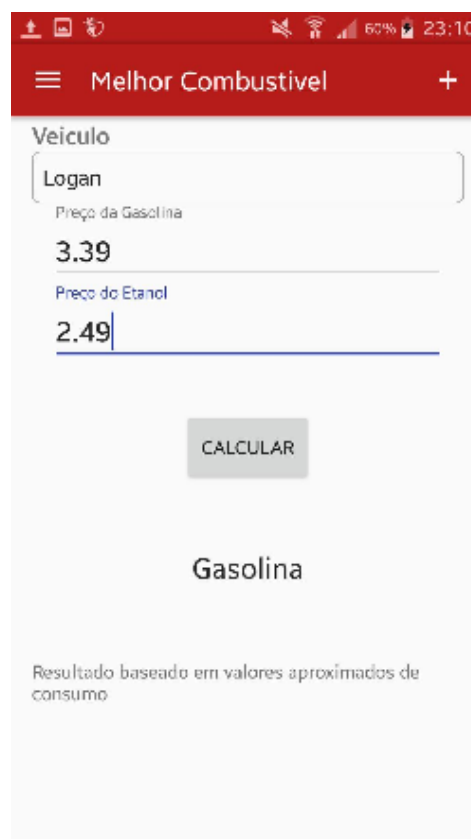 60% 23:10
Melhor Combustivel +
Veiculo
Logan
Preço da Gasolina
3.39
Preço do Etanol
2.49
CALCULAR
Gasolina
Resultado baseado em valores aproximados de
consumo